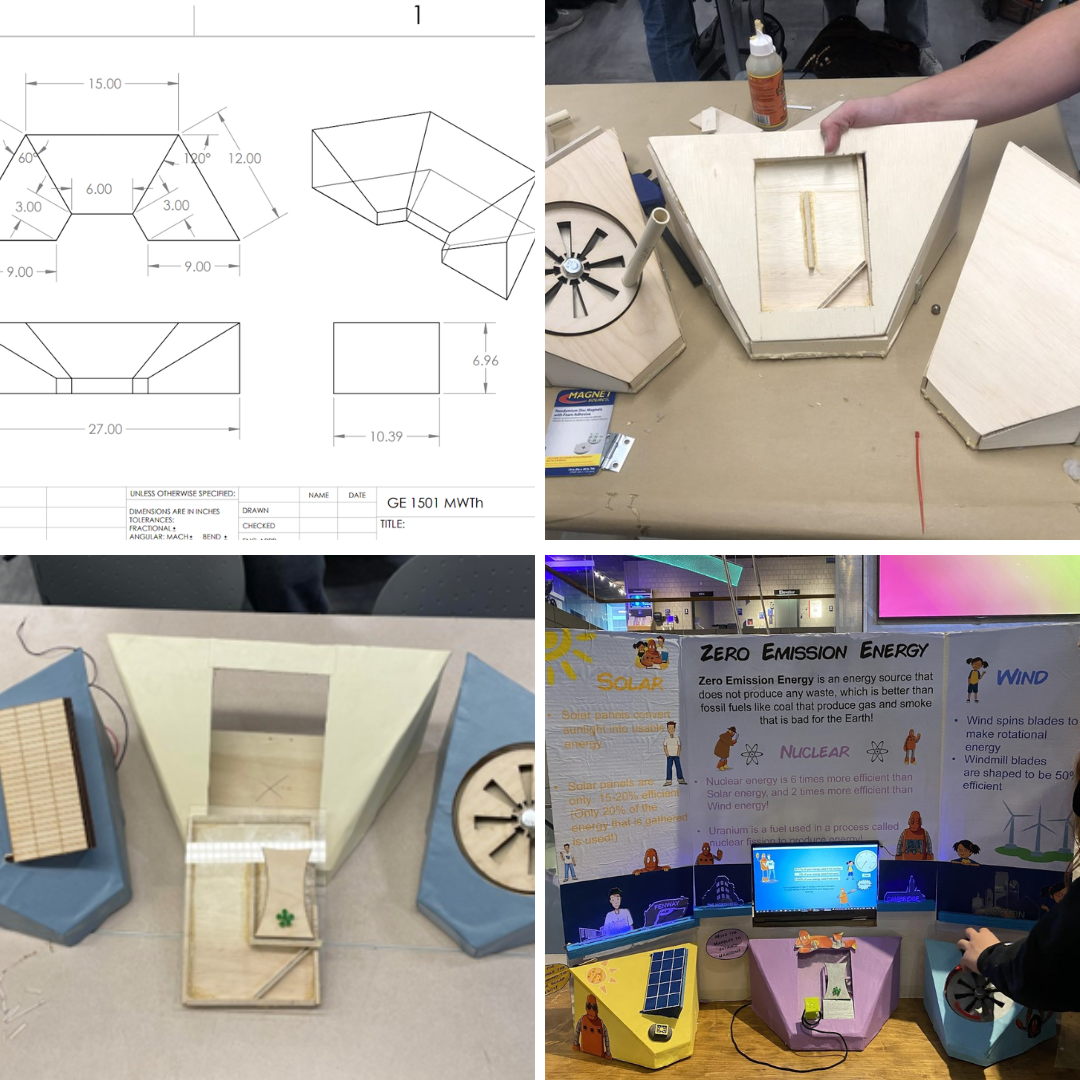 1
15.00
60°
120°
12.00
6.00
3.00
3.00
9.00
9.00
6.96
27.00
10.39
UNLESS OTHERWISE SPECIFIED:
DIMENSIONS ARE IN INCHES
TOLERANCES:
FRACTIONAL ±
ANGULAR: MACH ± BEND ±
NAME
DATE
DRAWN
CHECKED
GE 1501 MWTh
TITLE:
MAGNET
SOLAR
Solar panels convert
sunlight into usable
energy
Solar panels are
only 15-20% efficient
(Only 20% of the
energy that is gathered
is used!)
ZERO EMISSION ENERGY
Zero Emission Energy is an energy source that
does not produce any waste, which is better than
fossil fuels like coal that produce gas and smoke
that is bad for the Earth!
NUCLEAR
Nuclear energy is 6 times more efficient than
Solar energy, and 2 times more efficient than
Wind energy!
Uranium is a fuel used in a process called
nuclear fission to produce energy!
WIND
Wind spins blades to
make rotational
energy
Windmill blades
are shaped to be 50%
efficient
FENWAY
CAMBRIDGE